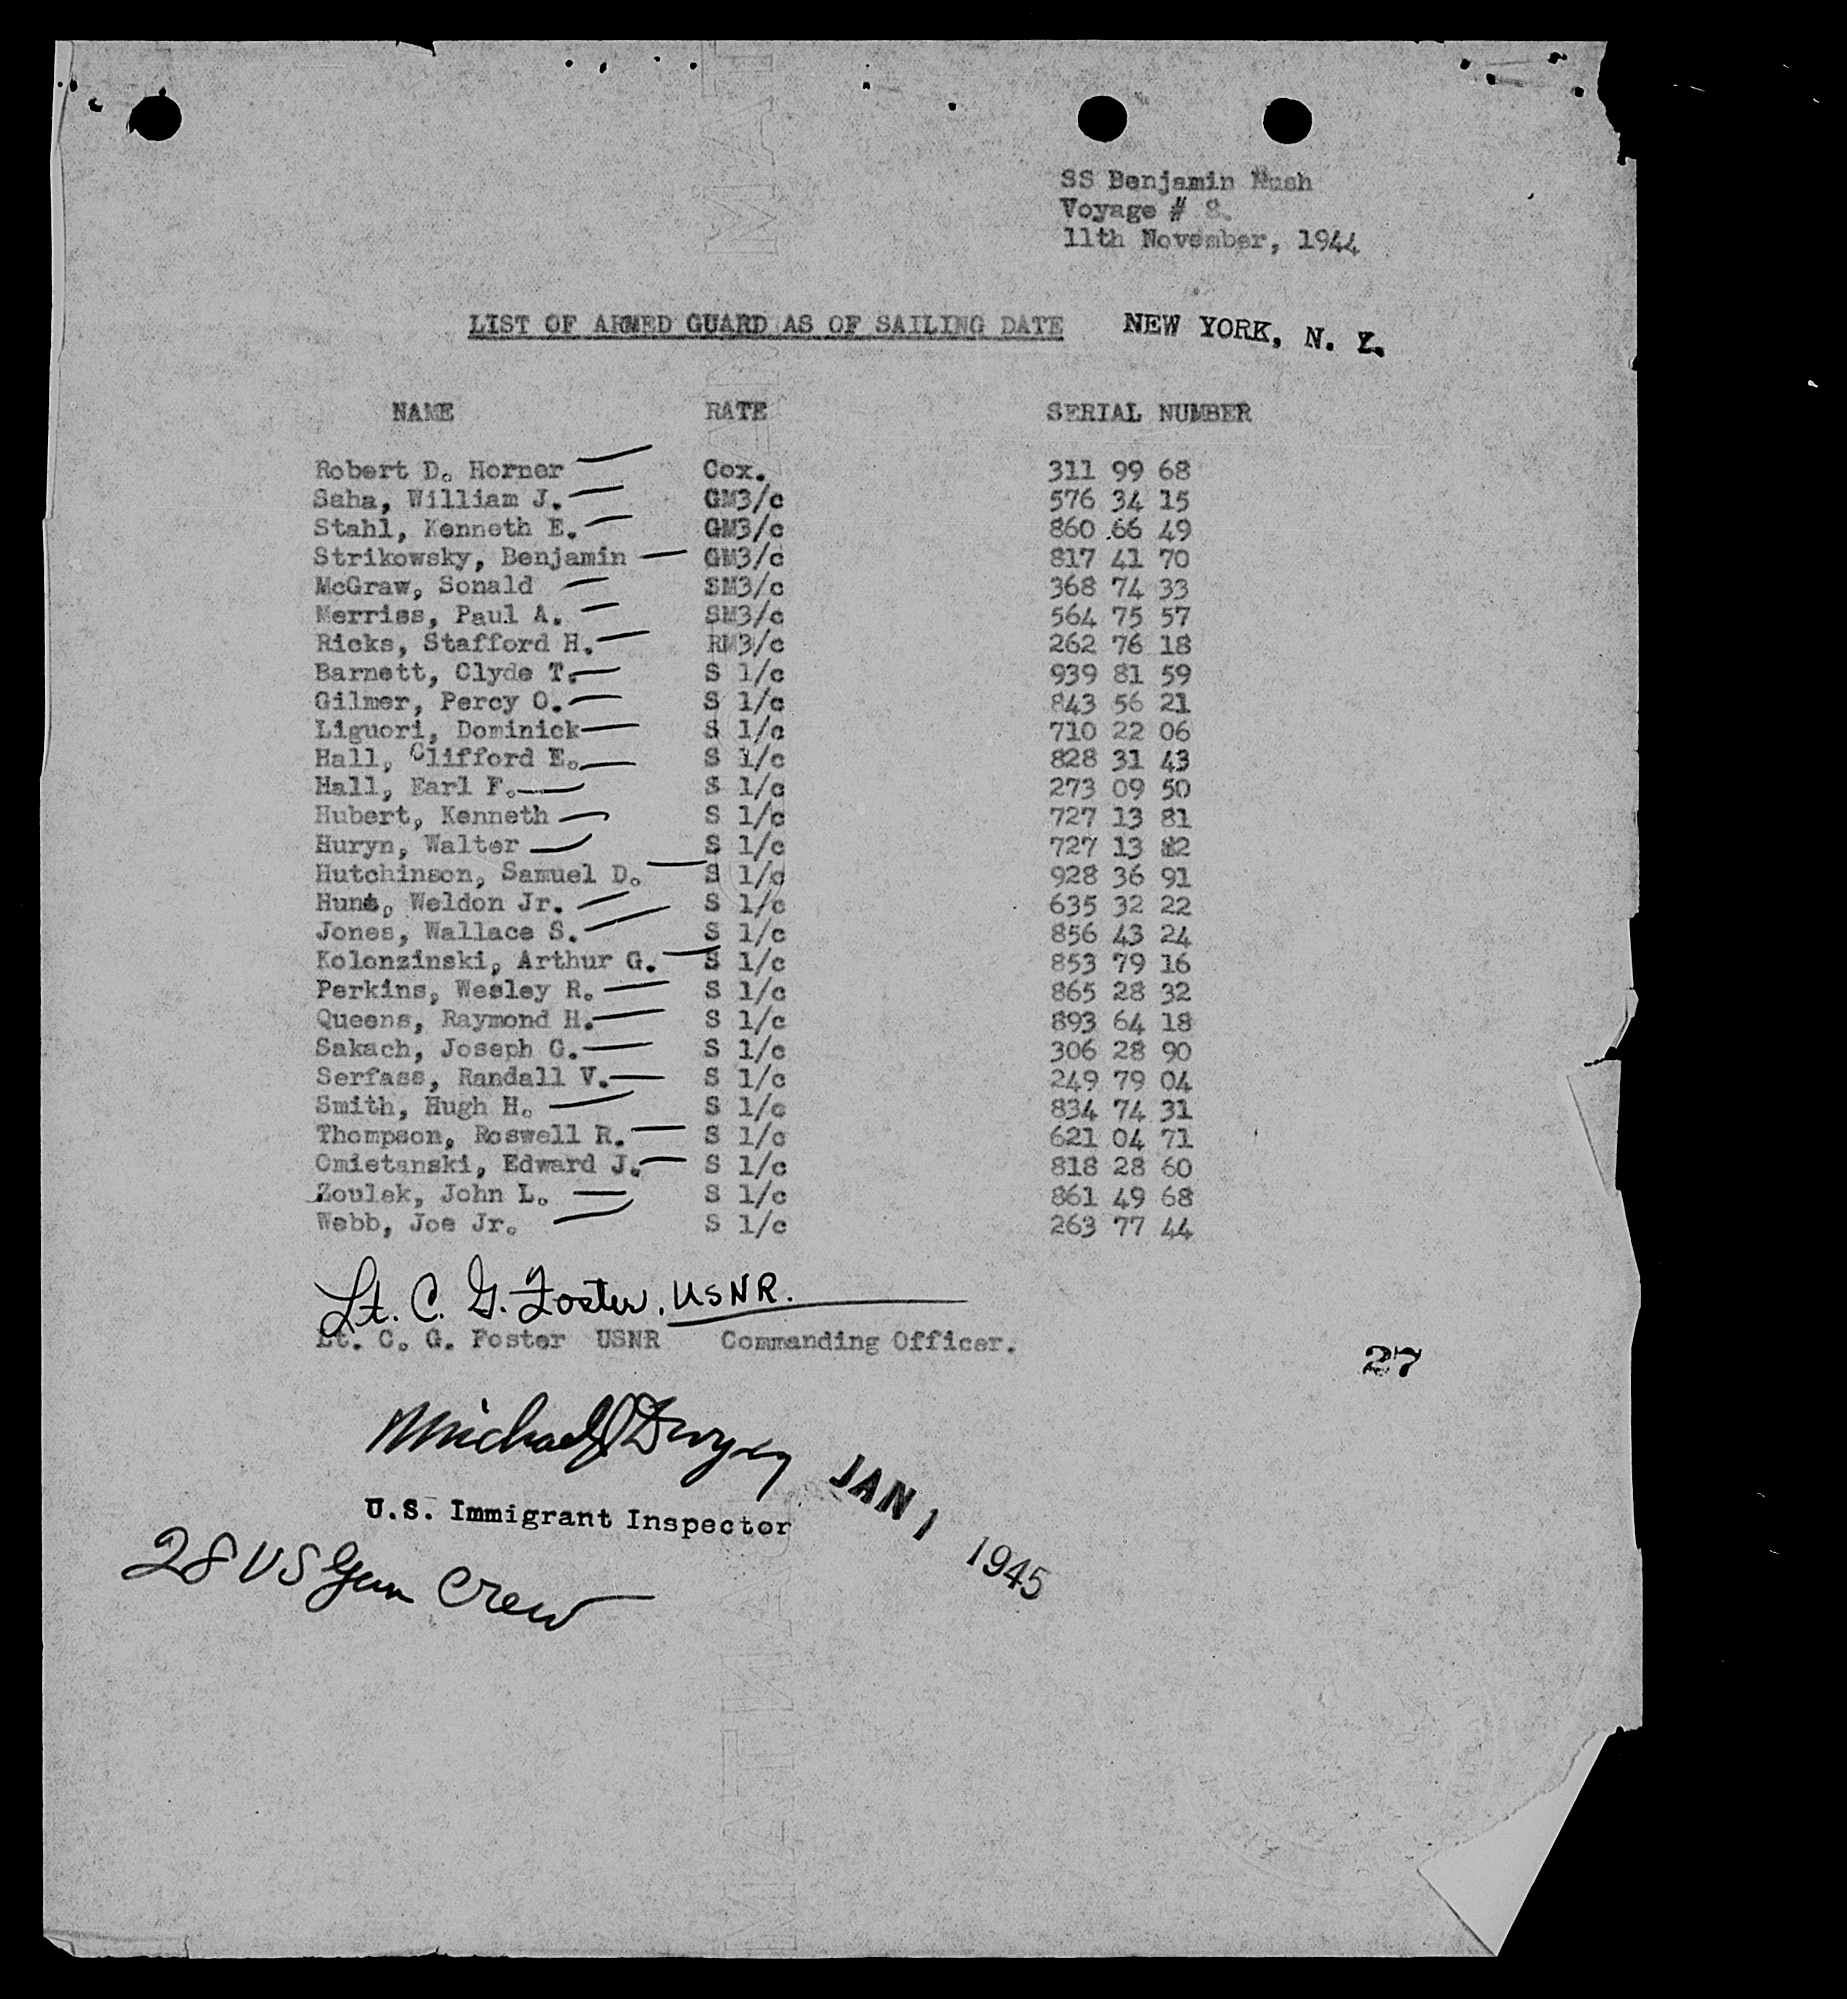 SS Benjamin Rush
Voyage # 8.
11th November, 1944
LIST OF ARMED GUARD AS OF SAILING DATE NEW YORK, N. Y.
NAME RATE SERIAL NUMBER
Robert D. Horner Cox. 311 99 68
Saha, William J. GM3/c 576 34 15
Stahl, Kenneth E. GM3/c 860 66 49
Strikowsky, Benjamin GM3/c 817 41 70
McGraw, Sonald SM3/c 368 74 33
Merriss, Paul A. SM3/c 564 75 57
Ricks, Stafford H. RM3/c 262 76 18
Barnett, Clyde T. S 1/c 939 81 59
Gilmer, Percy O. S 1/c 843 56 21
Liguori, Dominick S 1/c 710 22 06
Hall, Clifford E. S 1/c 828 31 43
Hall, Earl F. S 1/c 273 09 50
Hubert, Kenneth S 1/c 727 13 81
Huryn, Walter S 1/c 727 13 82
Hutchinson, Samuel D. S 1/c 928 36 91
Hunt, Weldon Jr. S 1/c 635 32 22
Jones, Wallace S. S 1/c 856 43 24
Kolonzinski, Arthur G. S 1/c 853 79 16
Perkins, Wesley R. S 1/c 865 28 32
Queens, Raymond H. S 1/c 893 64 18
Sakach, Joseph G. S 1/c 306 28 90
Serfass, Randall V. S 1/c 249 79 04
Smith, Hugh H. S 1/c 834 74 31
Thompson, Roswell R. S 1/c 621 04 71
Omietanski, Edward J. S 1/c 818 28 60
Zoulek, John L. S 1/c 861 49 68
Webb, Joe Jr. S 1/c 263 77 44
Lt. C. G. Foster, USNR.
Lt. C. G. Foster USNR Commanding Officer.
27
Michael J Dwyer
JAN 1 1945
U.S. Immigrant Inspector
28 US Gun Crew